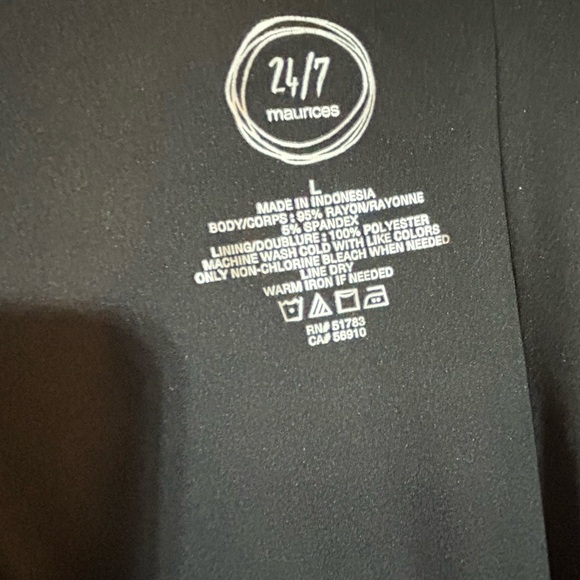 24/7
maurices
L
MADE IN INDONESIA
BODY/CORPS : 95% RAYON/RAYONNE
5% SPANDEX
LINING/DOUBLURE : 100% POLYESTER
MACHINE WASH COLD WITH LIKE COLORS
ONLY NON-CHLORINE BLEACH WHEN NEEDED
LINE DRY
WARM IRON IF NEEDED
RN# 51783
CA# 56910